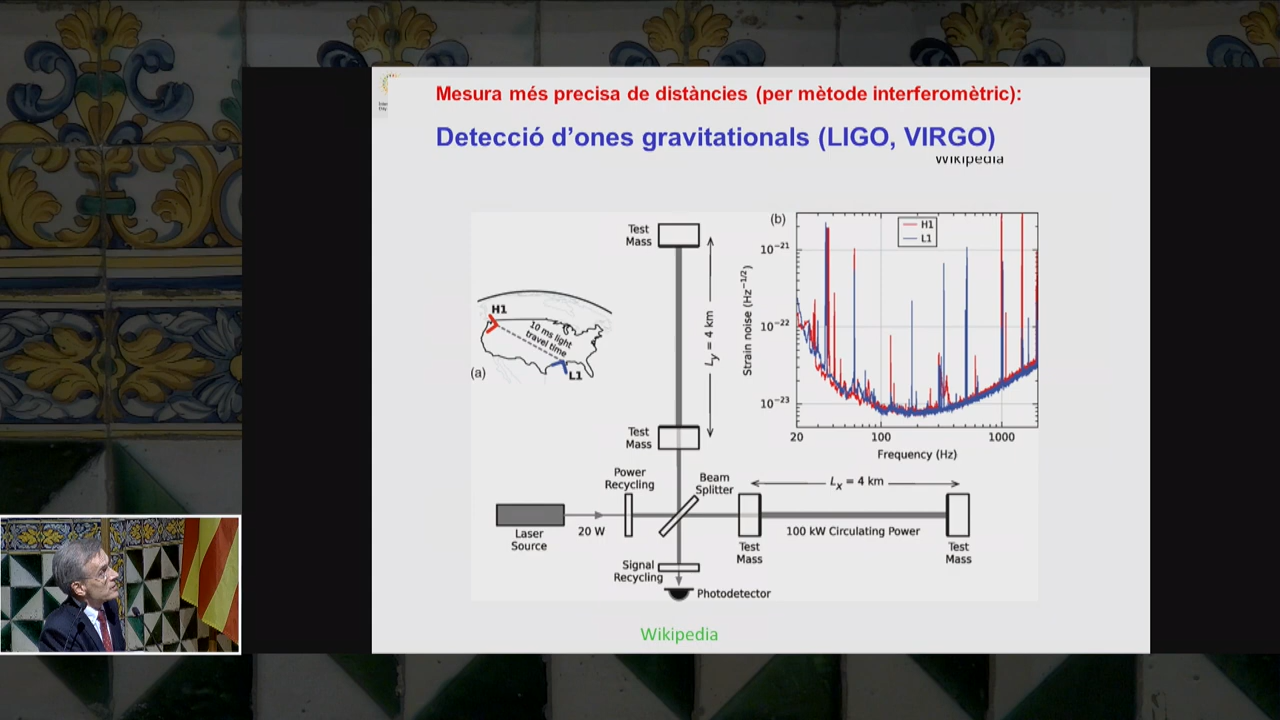 Mesura més precisa de distàncies (per mètode interferomètric):
Detecció d’ones gravitationals (LIGO, VIRGO)
Wikipedia
Test
Mass
Ly = 4 km
H1
10 ms light
travel time
L1
(a)
(b)
H1
L1
10−21
10−22
10−23
Strain noise (Hz−1/2)
20
100
1000
Frequency (Hz)
Test
Mass
Power
Recycling
Beam
Splitter
Lx = 4 km
20 W
Laser
Source
100 kW Circulating Power
Test
Mass
Test
Mass
Signal
Recycling
Photodetector
Wikipedia